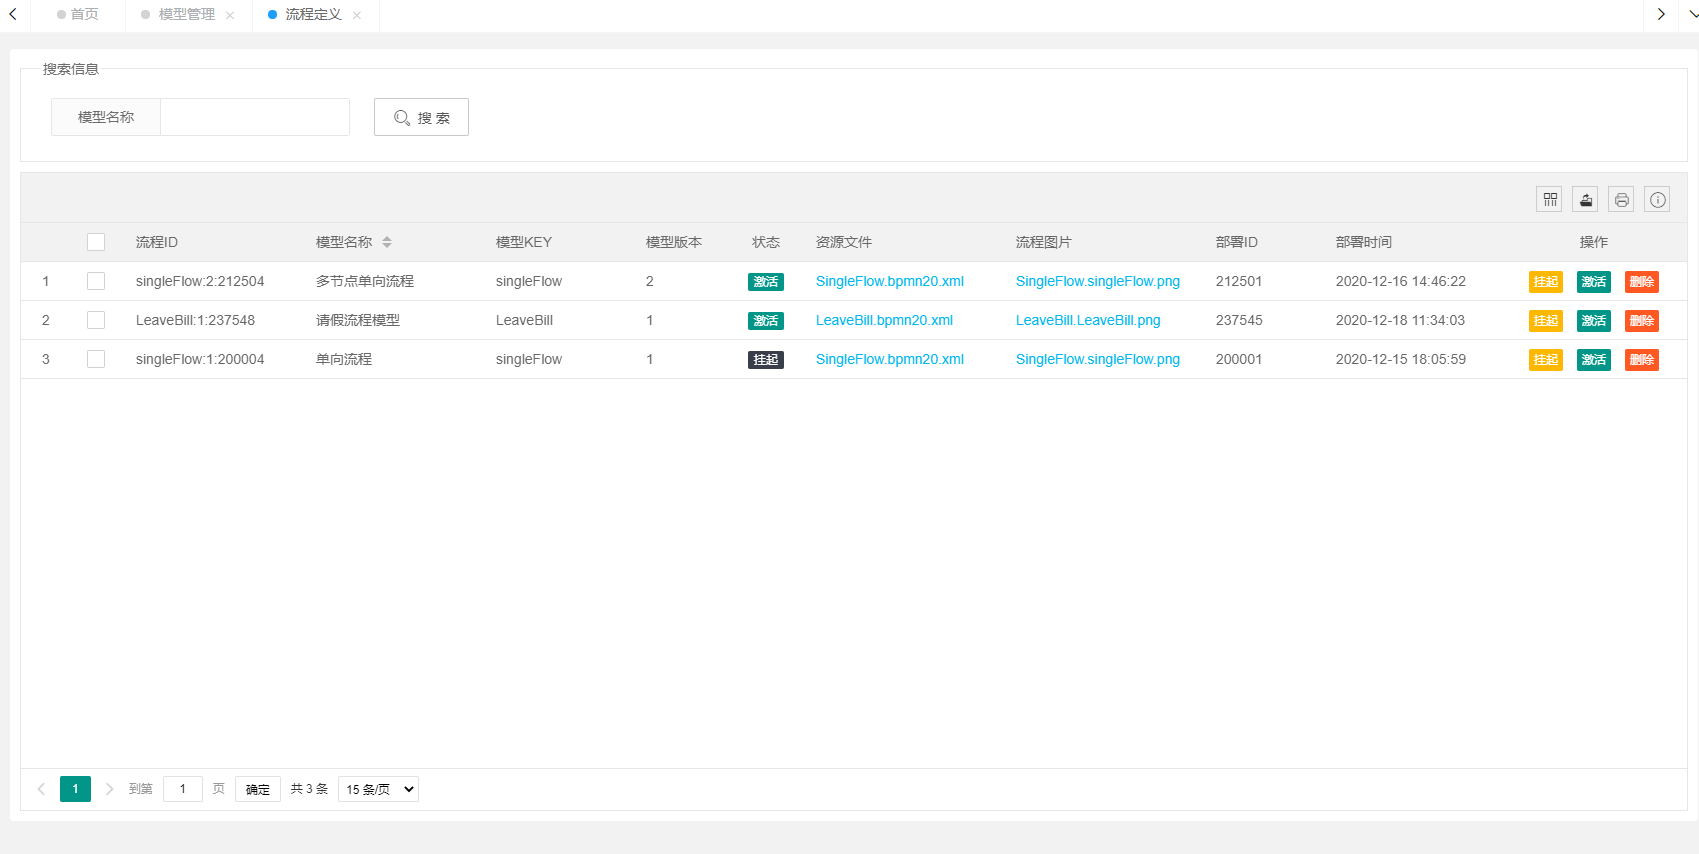 首页 模型管理 流程定义
搜索信息
模型名称 搜 索
流程ID 模型名称 模型KEY 模型版本 状态 资源文件 流程图片 部署ID 部署时间 操作
1 singleFlow:2:212504 多节点单向流程 singleFlow 2 激活 SingleFlow.bpmn20.xml SingleFlow.singleFlow.png 212501 2020-12-16 14:46:22 挂起 激活 删除
2 LeaveBill:1:237548 请假流程模型 LeaveBill 1 激活 LeaveBill.bpmn20.xml LeaveBill.LeaveBill.png 237545 2020-12-18 11:34:03 挂起 激活 删除
3 singleFlow:1:200004 单向流程 singleFlow 1 挂起 SingleFlow.bpmn20.xml SingleFlow.singleFlow.png 200001 2020-12-15 18:05:59 挂起 激活 删除
1 到第 1 页 确定 共 3 条 15 条/页